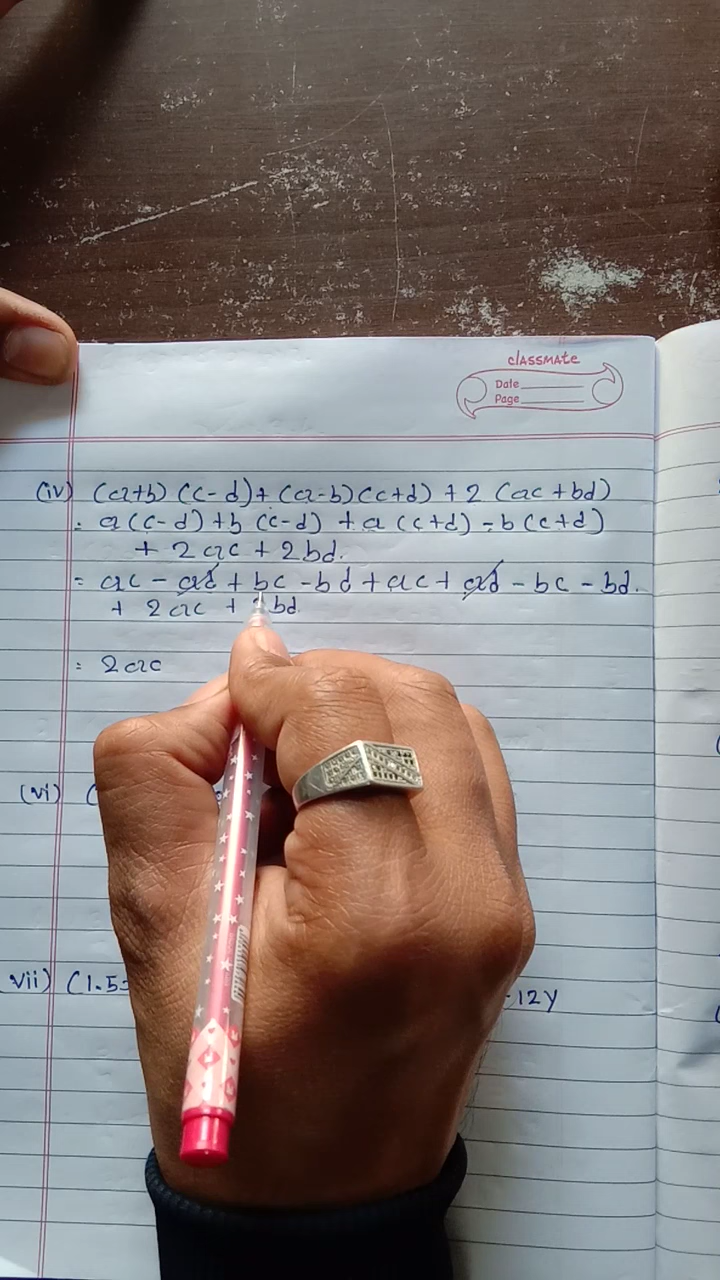 classmate
Date
Page
(iv) (a+b) (c-d)+ (a-b)(c+d) + 2 (ac +bd)
= a(c-d)+b (c-d) +a (c+d) -b(c+d)
+ 2ac + 2bd.
= ac - ad + bc -bd +ac + ad - bc - bd.
+ 2ac + bd
= 2ac
(vi) (
vii) (1.5
12y